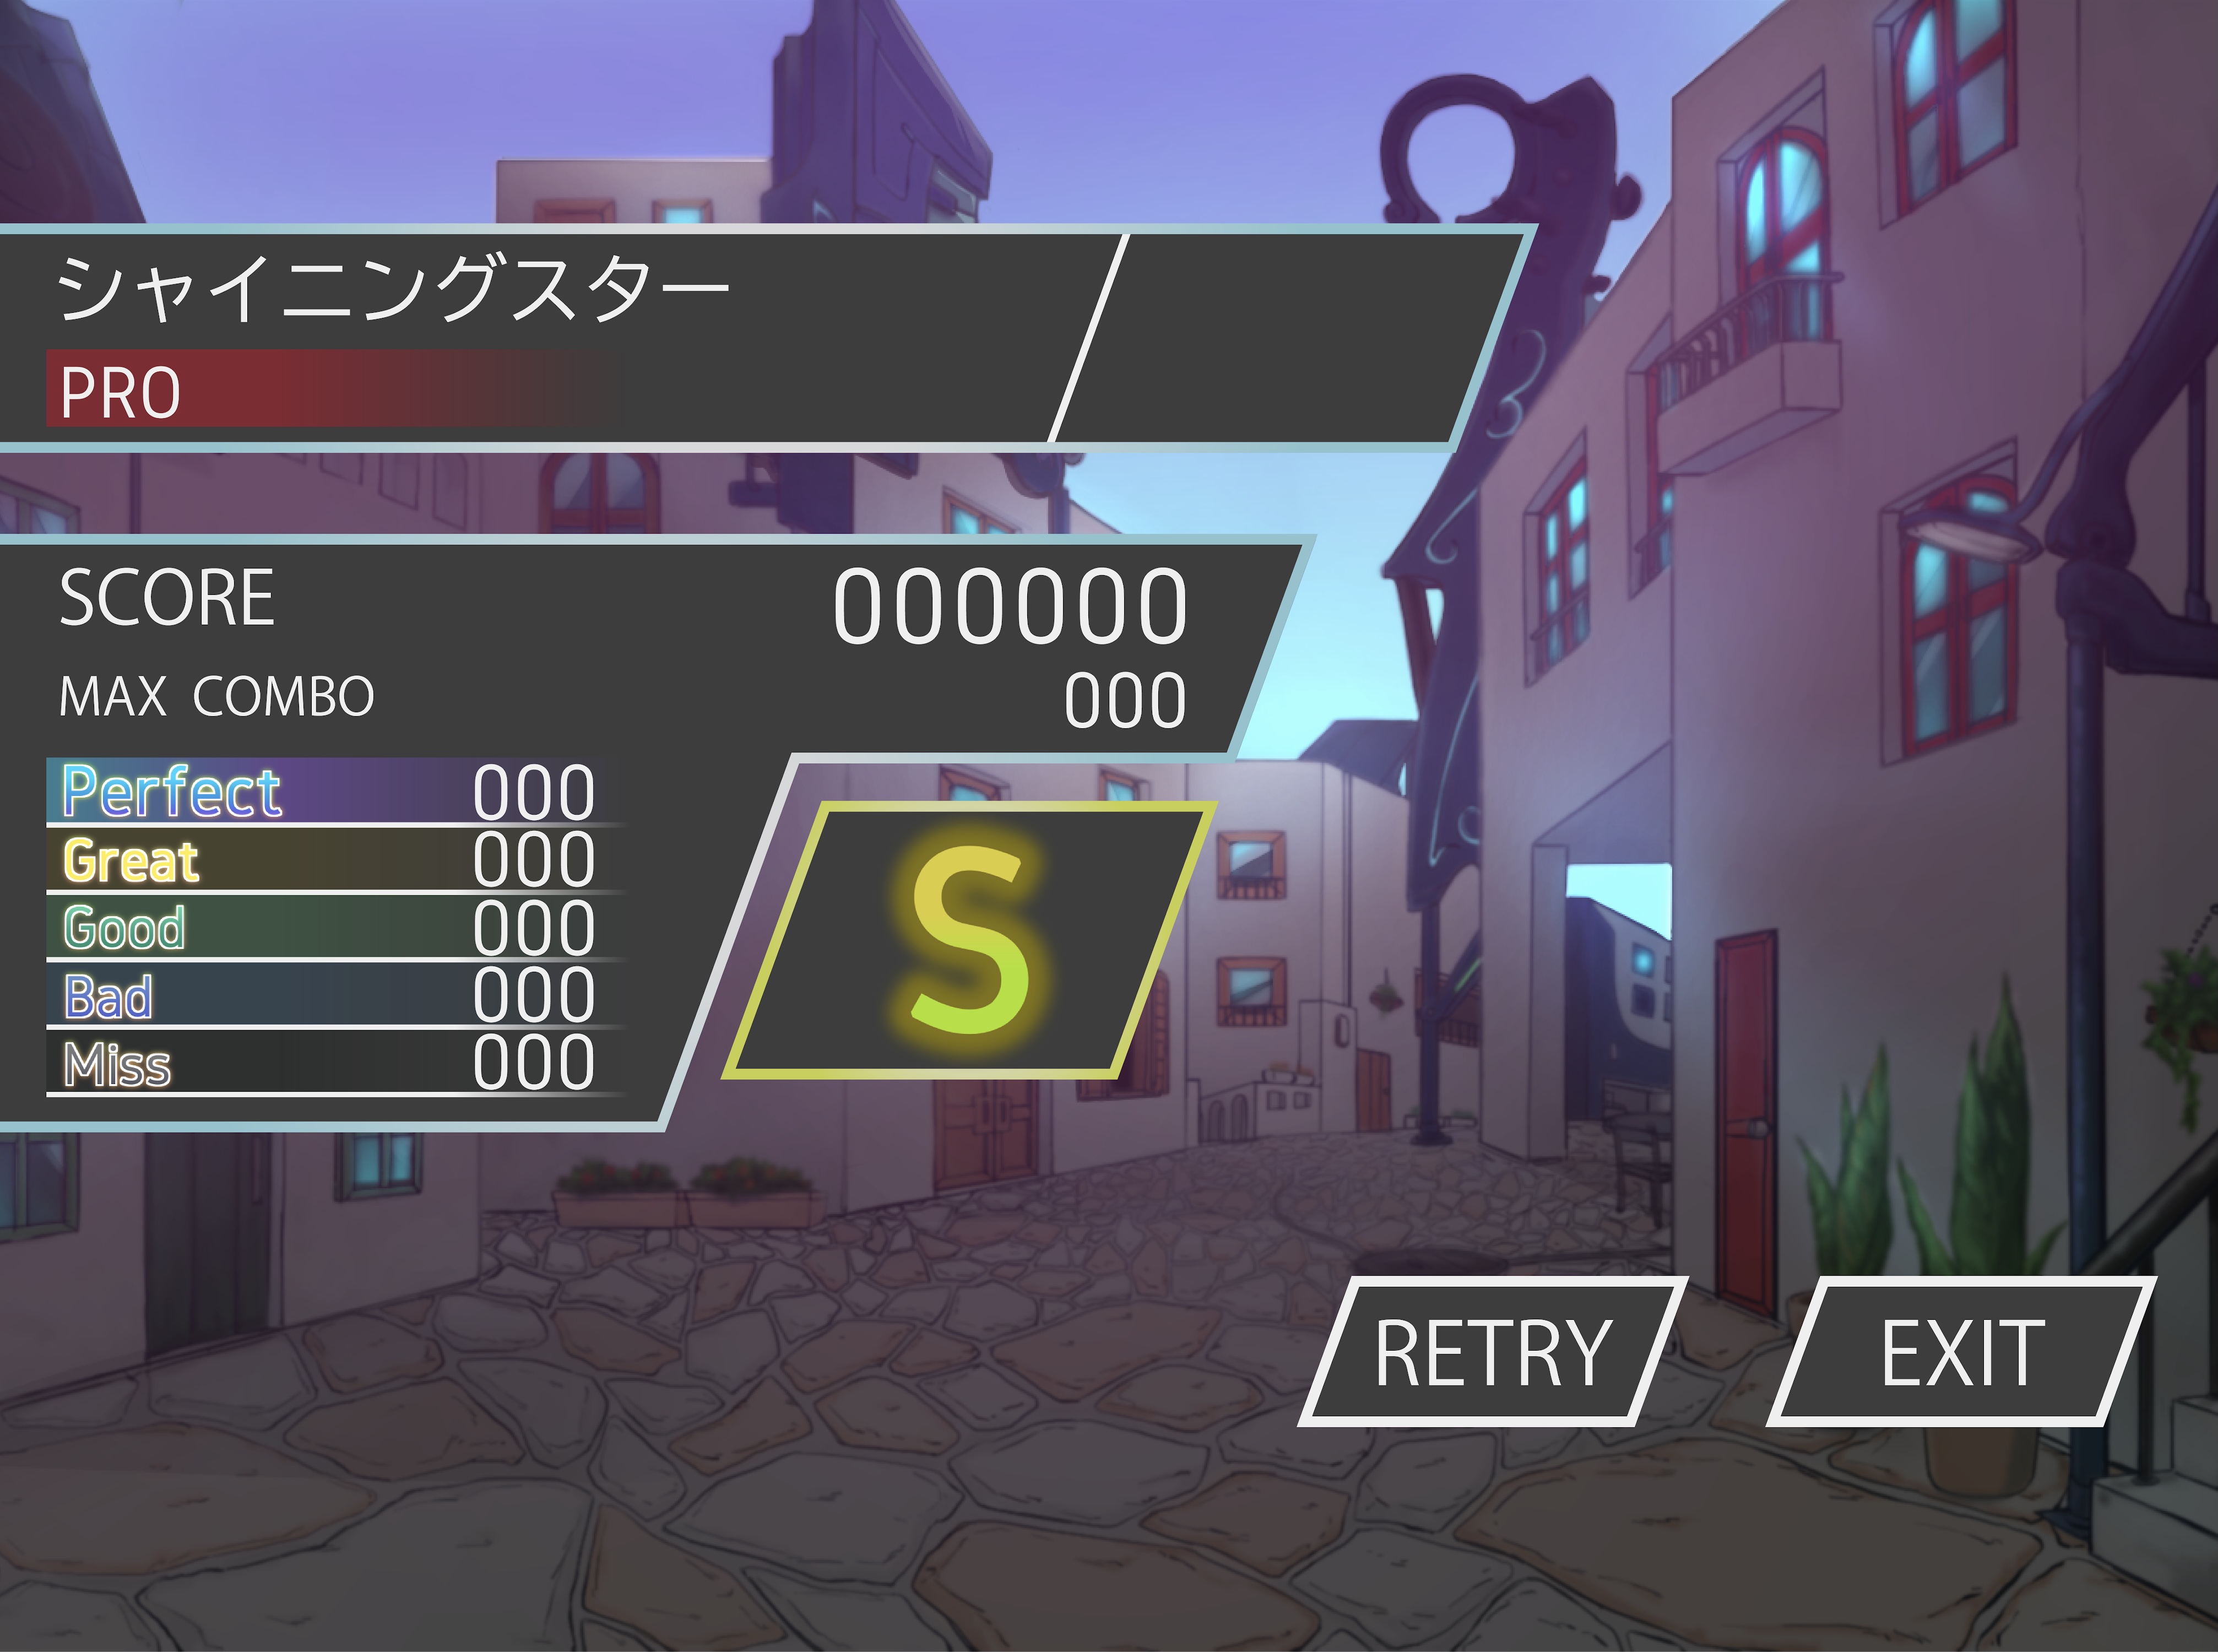 シャイニングスター
PRO
SCORE 000000
MAX COMBO 000
Perfect 000
Great 000
Good 000
Bad 000
Miss 000
S
RETRY
EXIT